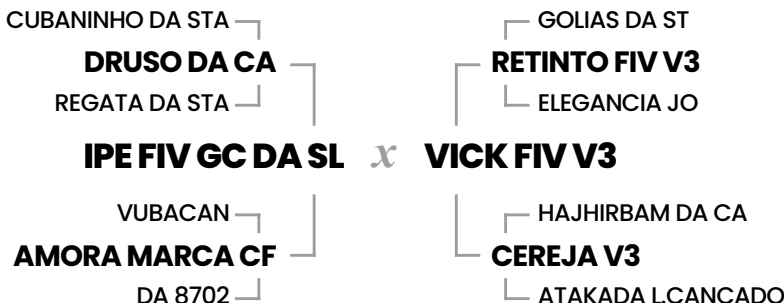 CUBANINHO DA STA GOLIAS DA ST
DRUSO DA CA RETINTO FIV V3
REGATA DA STA ELEGANCIA JO
IPE FIV GC DA SL x VICK FIV V3
VUBACAN HAJHIRBAM DA CA
AMORA MARCA CF CEREJA V3
DA 8702 ATAKADA L.CANCADO